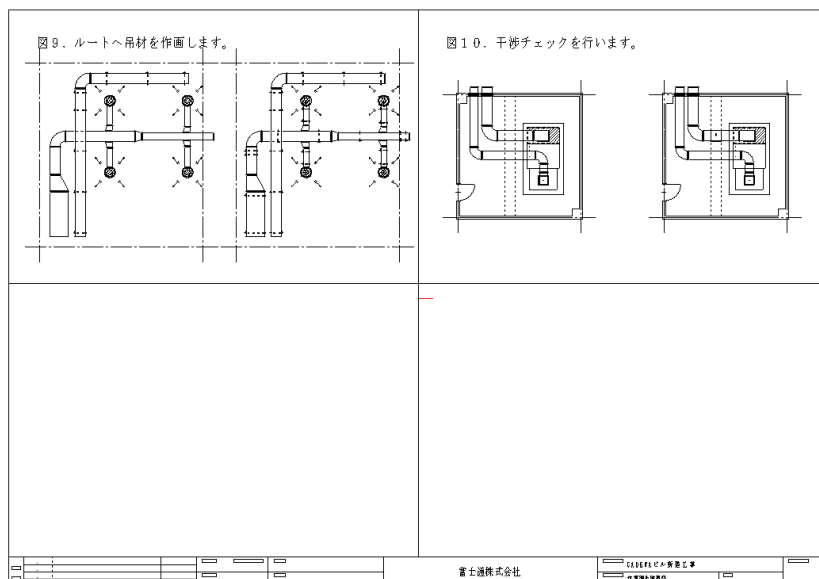 図９．ルートへ吊材を作画します。
図１０．干渉チェックを行います。
富士通株式会社
CADEWAビル新築工事